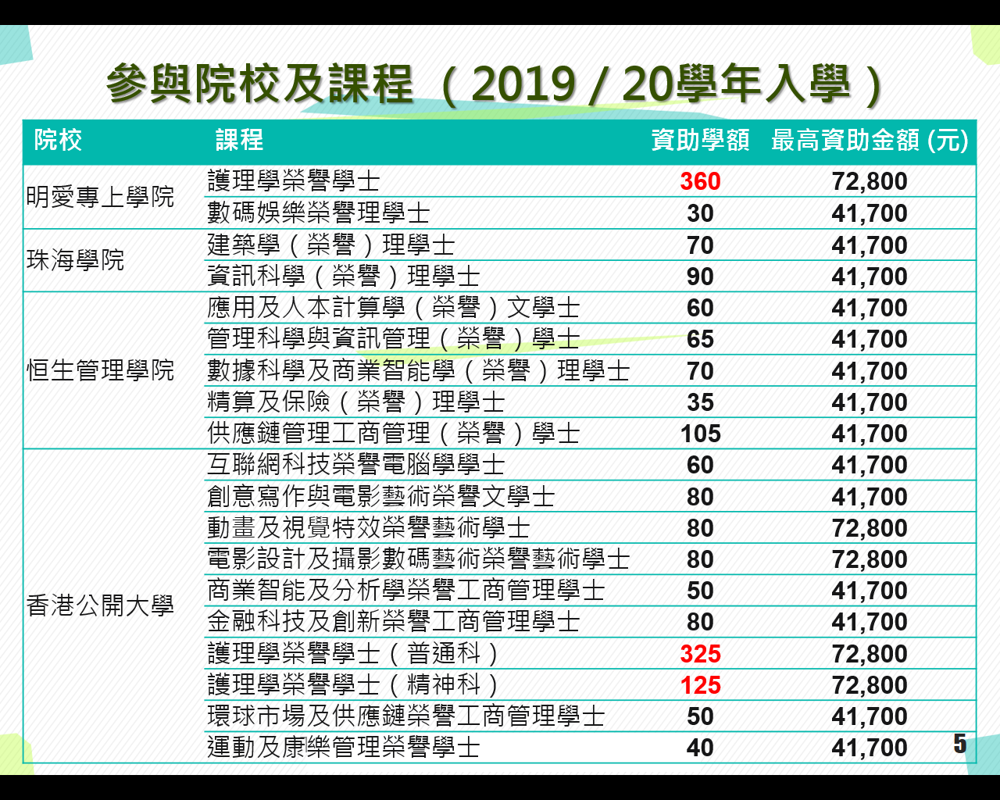 參與院校及課程（2019／20學年入學）
院校 課程 資助學額 最高資助金額 (元)
明愛專上學院 護理學榮譽學士 360 72,800
數碼娛樂榮譽理學士 30 41,700
珠海學院 建築學（榮譽）理學士 70 41,700
資訊科學（榮譽）理學士 90 41,700
恒生管理學院 應用及人本計算學（榮譽）文學士 60 41,700
管理科學與資訊管理（榮譽）學士 65 41,700
數據科學及商業智能學（榮譽）理學士 70 41,700
精算及保險（榮譽）理學士 35 41,700
供應鏈管理工商管理（榮譽）學士 105 41,700
香港公開大學 互聯網科技榮譽電腦學學士 60 41,700
創意寫作與電影藝術榮譽文學士 80 41,700
動畫及視覺特效榮譽藝術學士 80 72,800
電影設計及攝影數碼藝術榮譽藝術學士 80 72,800
商業智能及分析學榮譽工商管理學士 50 41,700
金融科技及創新榮譽工商管理學士 80 41,700
護理學榮譽學士（普通科） 325 72,800
護理學榮譽學士（精神科） 125 72,800
環球市場及供應鏈榮譽工商管理學士 50 41,700
運動及康樂管理榮譽學士 40 41,700
5